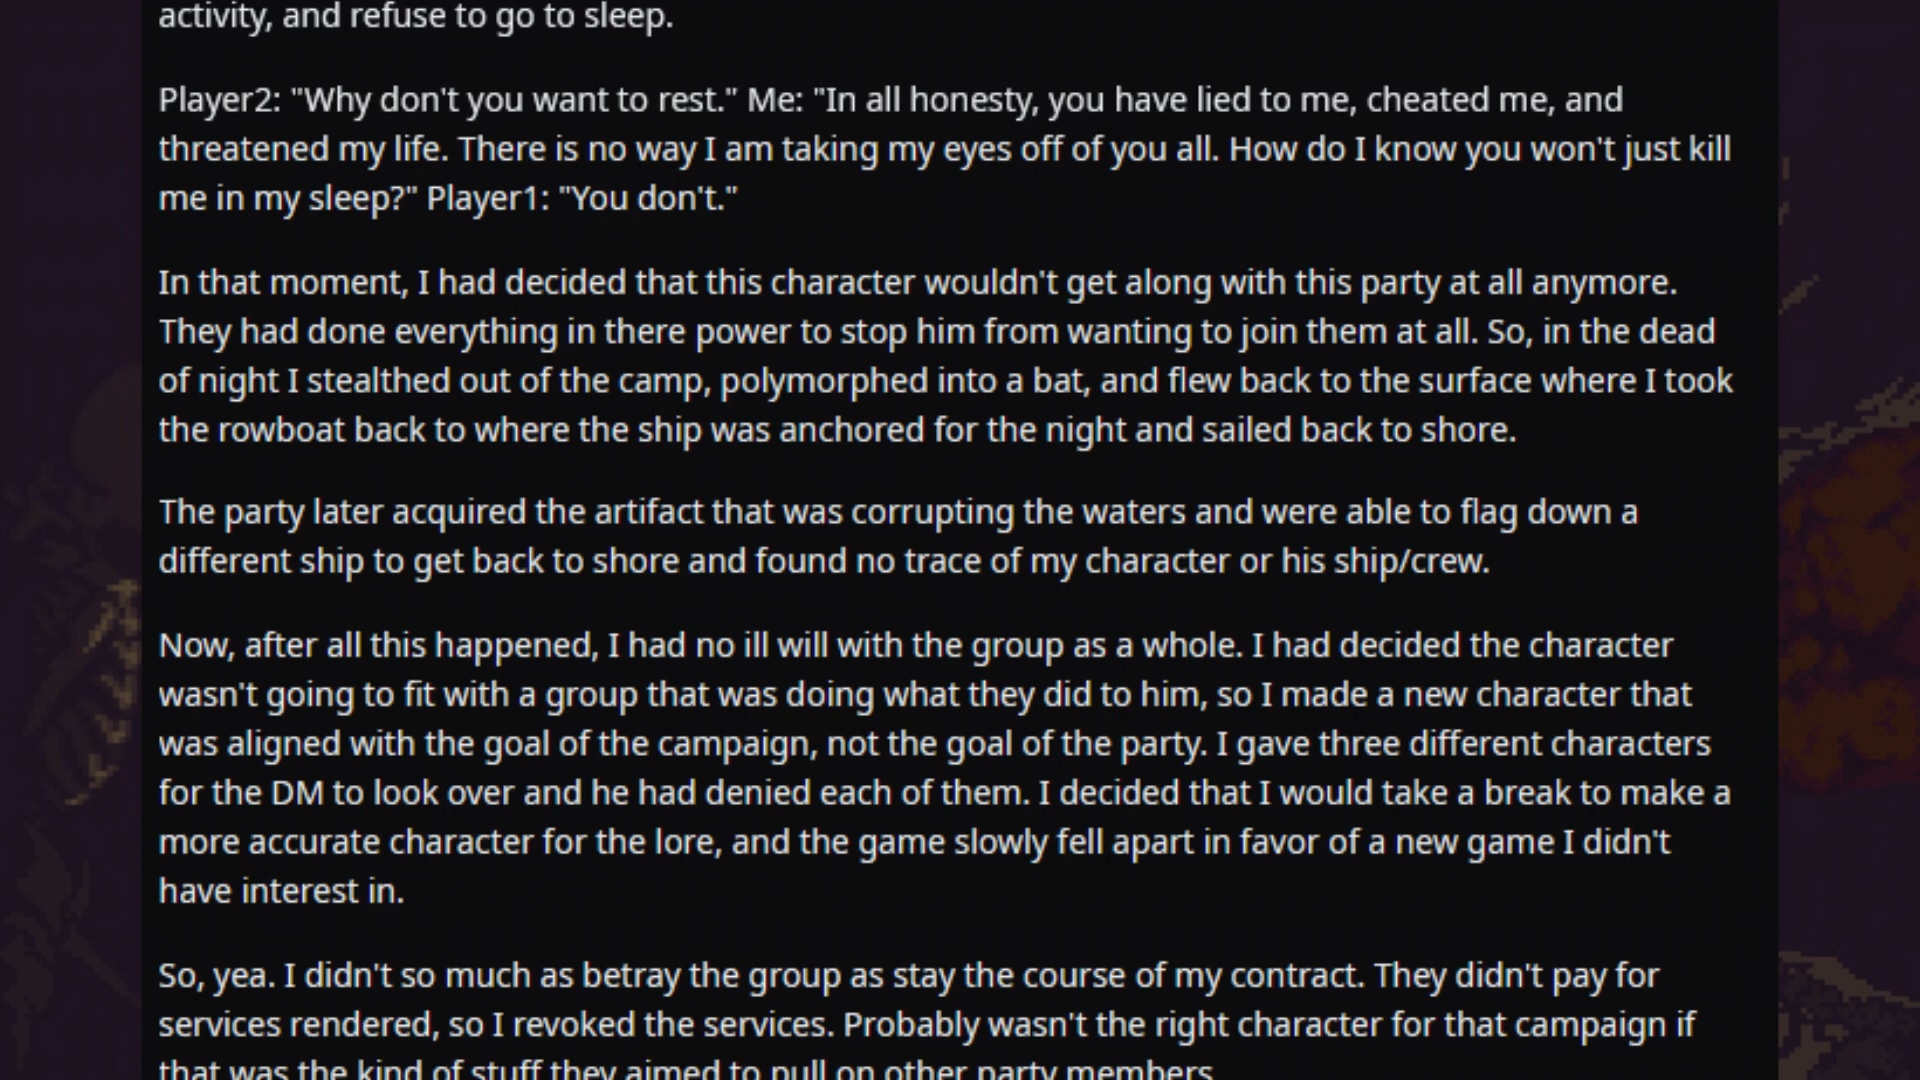 activity, and refuse to go to sleep.
Player2: "Why don't you want to rest." Me: "In all honesty, you have lied to me, cheated me, and
threatened my life. There is no way I am taking my eyes off of you all. How do I know you won't just kill
me in my sleep?" Player1: "You don't."
In that moment, I had decided that this character wouldn't get along with this party at all anymore.
They had done everything in there power to stop him from wanting to join them at all. So, in the dead
of night I stealthed out of the camp, polymorphed into a bat, and flew back to the surface where I took
the rowboat back to where the ship was anchored for the night and sailed back to shore.
The party later acquired the artifact that was corrupting the waters and were able to flag down a
different ship to get back to shore and found no trace of my character or his ship/crew.
Now, after all this happened, I had no ill will with the group as a whole. I had decided the character
wasn't going to fit with a group that was doing what they did to him, so I made a new character that
was aligned with the goal of the campaign, not the goal of the party. I gave three different characters
for the DM to look over and he had denied each of them. I decided that I would take a break to make a
more accurate character for the lore, and the game slowly fell apart in favor of a new game I didn't
have interest in.
So, yea. I didn't so much as betray the group as stay the course of my contract. They didn't pay for
services rendered, so I revoked the services. Probably wasn't the right character for that campaign if
that was the kind of stuff they aimed to pull on other party members